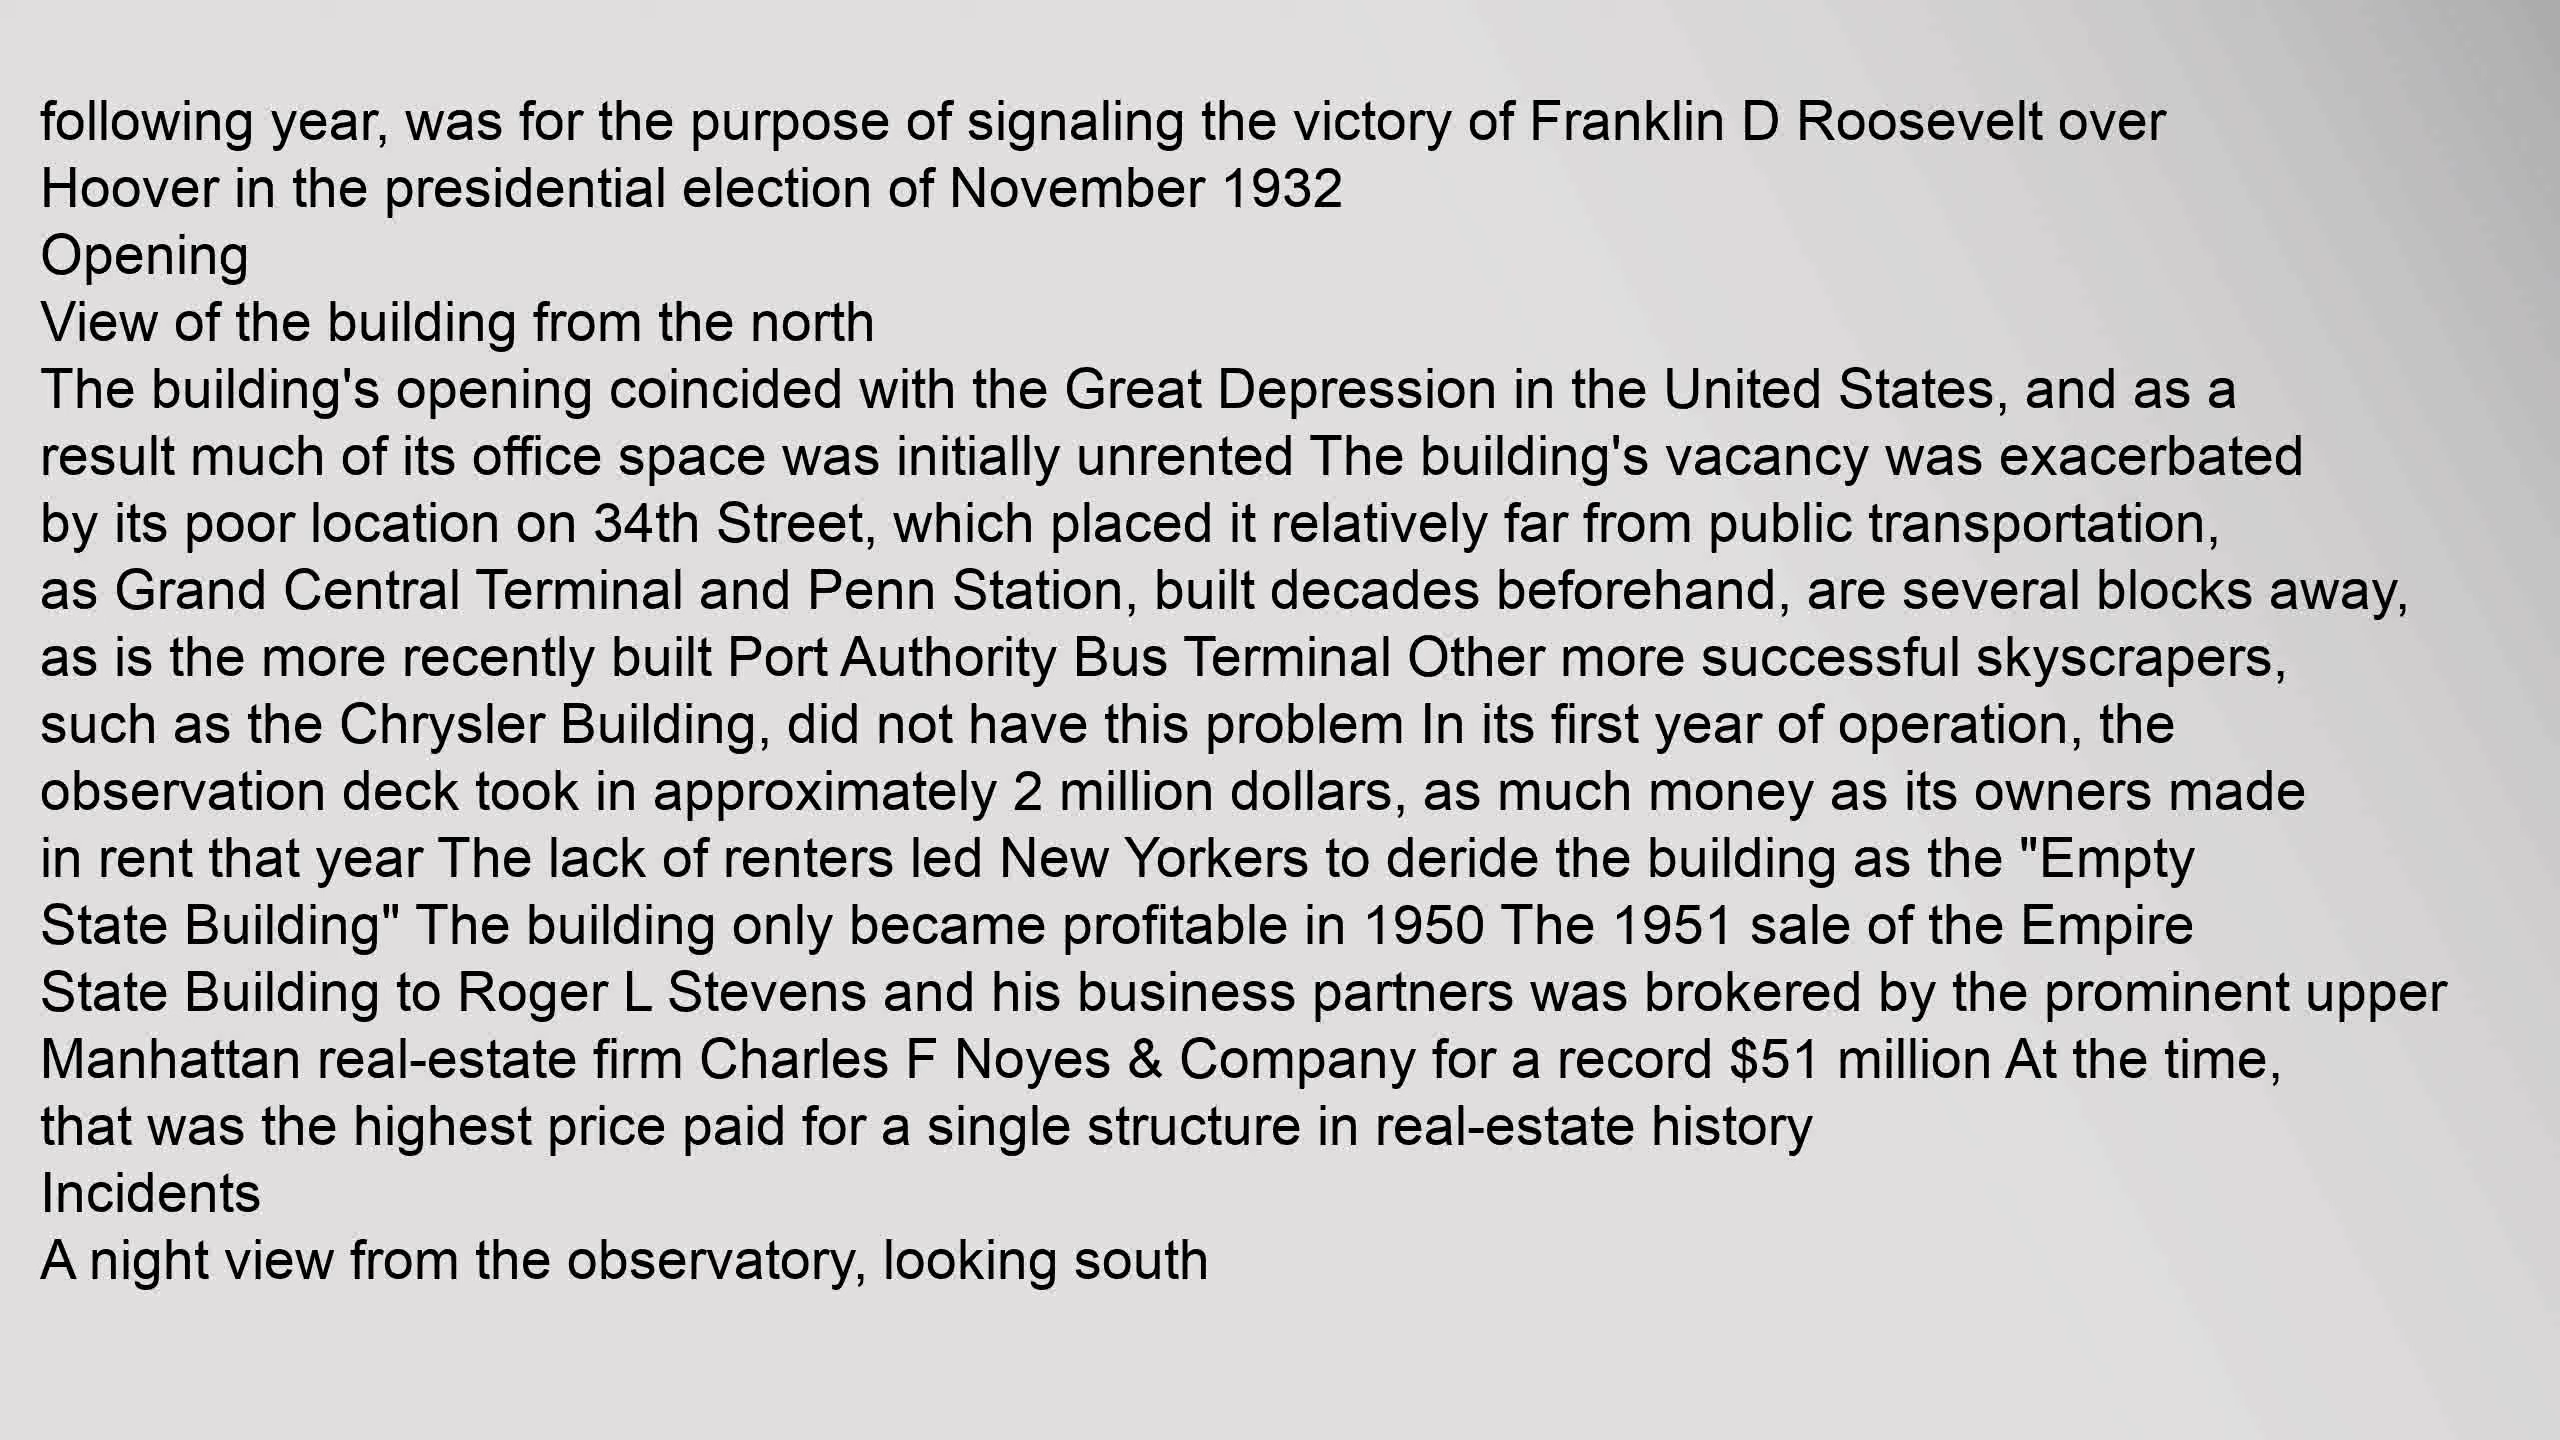 following year, was for the purpose of signaling the victory of Franklin D Roosevelt over
Hoover in the presidential election of November 1932
Opening
View of the building from the north
The building's opening coincided with the Great Depression in the United States, and as a
result much of its office space was initially unrented The building's vacancy was exacerbated
by its poor location on 34th Street, which placed it relatively far from public transportation,
as Grand Central Terminal and Penn Station, built decades beforehand, are several blocks away,
as is the more recently built Port Authority Bus Terminal Other more successful skyscrapers,
such as the Chrysler Building, did not have this problem In its first year of operation, the
observation deck took in approximately 2 million dollars, as much money as its owners made
in rent that year The lack of renters led New Yorkers to deride the building as the "Empty
State Building" The building only became profitable in 1950 The 1951 sale of the Empire
State Building to Roger L Stevens and his business partners was brokered by the prominent upper
Manhattan real-estate firm Charles F Noyes & Company for a record $51 million At the time,
that was the highest price paid for a single structure in real-estate history
Incidents
A night view from the observatory, looking south